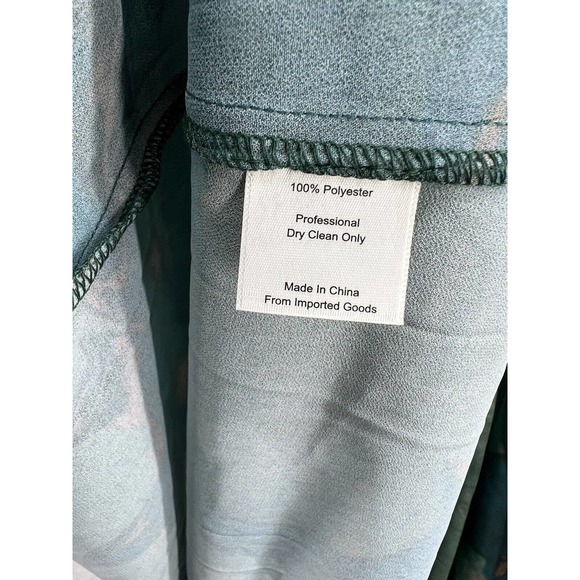 100% Polyester
Professional
Dry Clean Only
Made In China
From Imported Goods